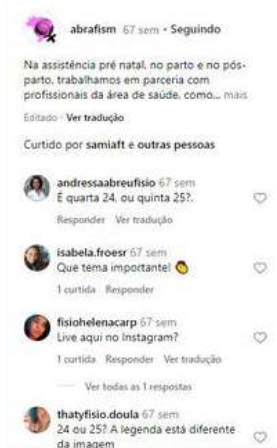 abrafism 67 sem • Seguindo
Na assistência pré natal, no parto e no pós-
parto, trabalhamos em parceria com
profissionais da área de saúde, como... mais
Editado · Ver tradução
Curtido por samiaft e outras pessoas
andressaabreufisio 67 sem
É quarta 24, ou quinta 25?.
Responder Ver tradução
isabela.froesr 67 sem
Que tema importante! 👏
1 curtida Responder
fisiohelenacarp 67 sem
Live aqui no Instagram?
1 curtida Responder Ver tradução
Ver todas as 1 respostas
thatyfisio.doula 67 sem
24 ou 25? A legenda está diferente
da imagem